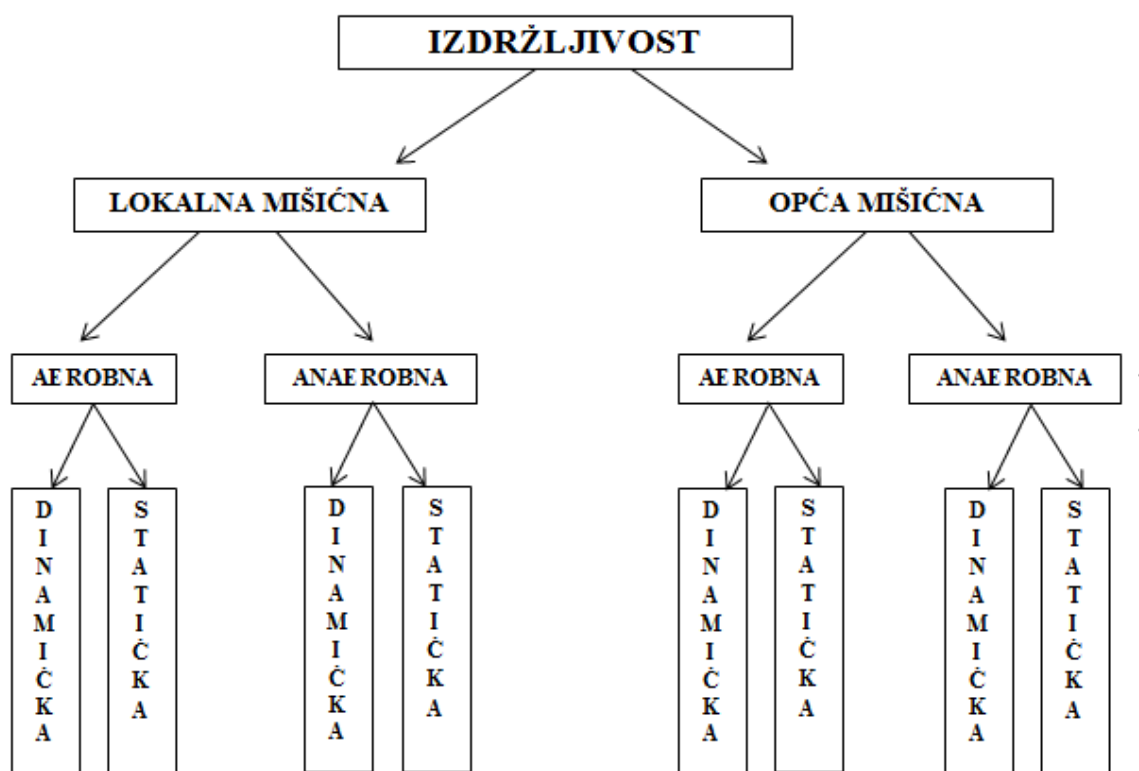 IZDRŽLJIVOST
LOKALNA MIŠIĆNA
OPĆA MIŠIĆNA
AEROBNA
ANAEROBNA
AEROBNA
ANAEROBNA
DINAMIČKA
STATIČKA
DINAMIČKA
STATIČKA
DINAMIČKA
STATIČKA
DINAMIČKA
STATIČKA